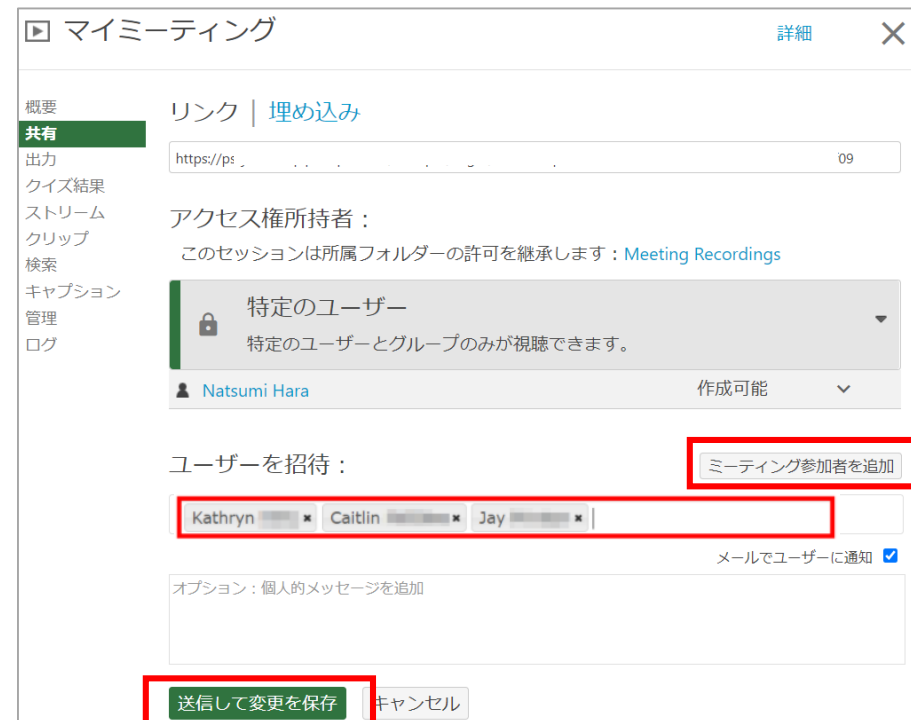 マイミーティング
詳細
概要
共有
出力
クイズ結果
ストリーム
クリップ
検索
キャプション
管理
ログ
リンク | 埋め込み
https://ps 09
アクセス権所持者：
このセッションは所属フォルダーの許可を継承します：Meeting Recordings
特定のユーザー
特定のユーザーとグループのみが視聴できます。
Natsumi Hara 作成可能
ユーザーを招待：
ミーティング参加者を追加
Kathryn Caitlin Jay
メールでユーザーに通知
オプション：個人的メッセージを追加
送信して変更を保存 キャンセル